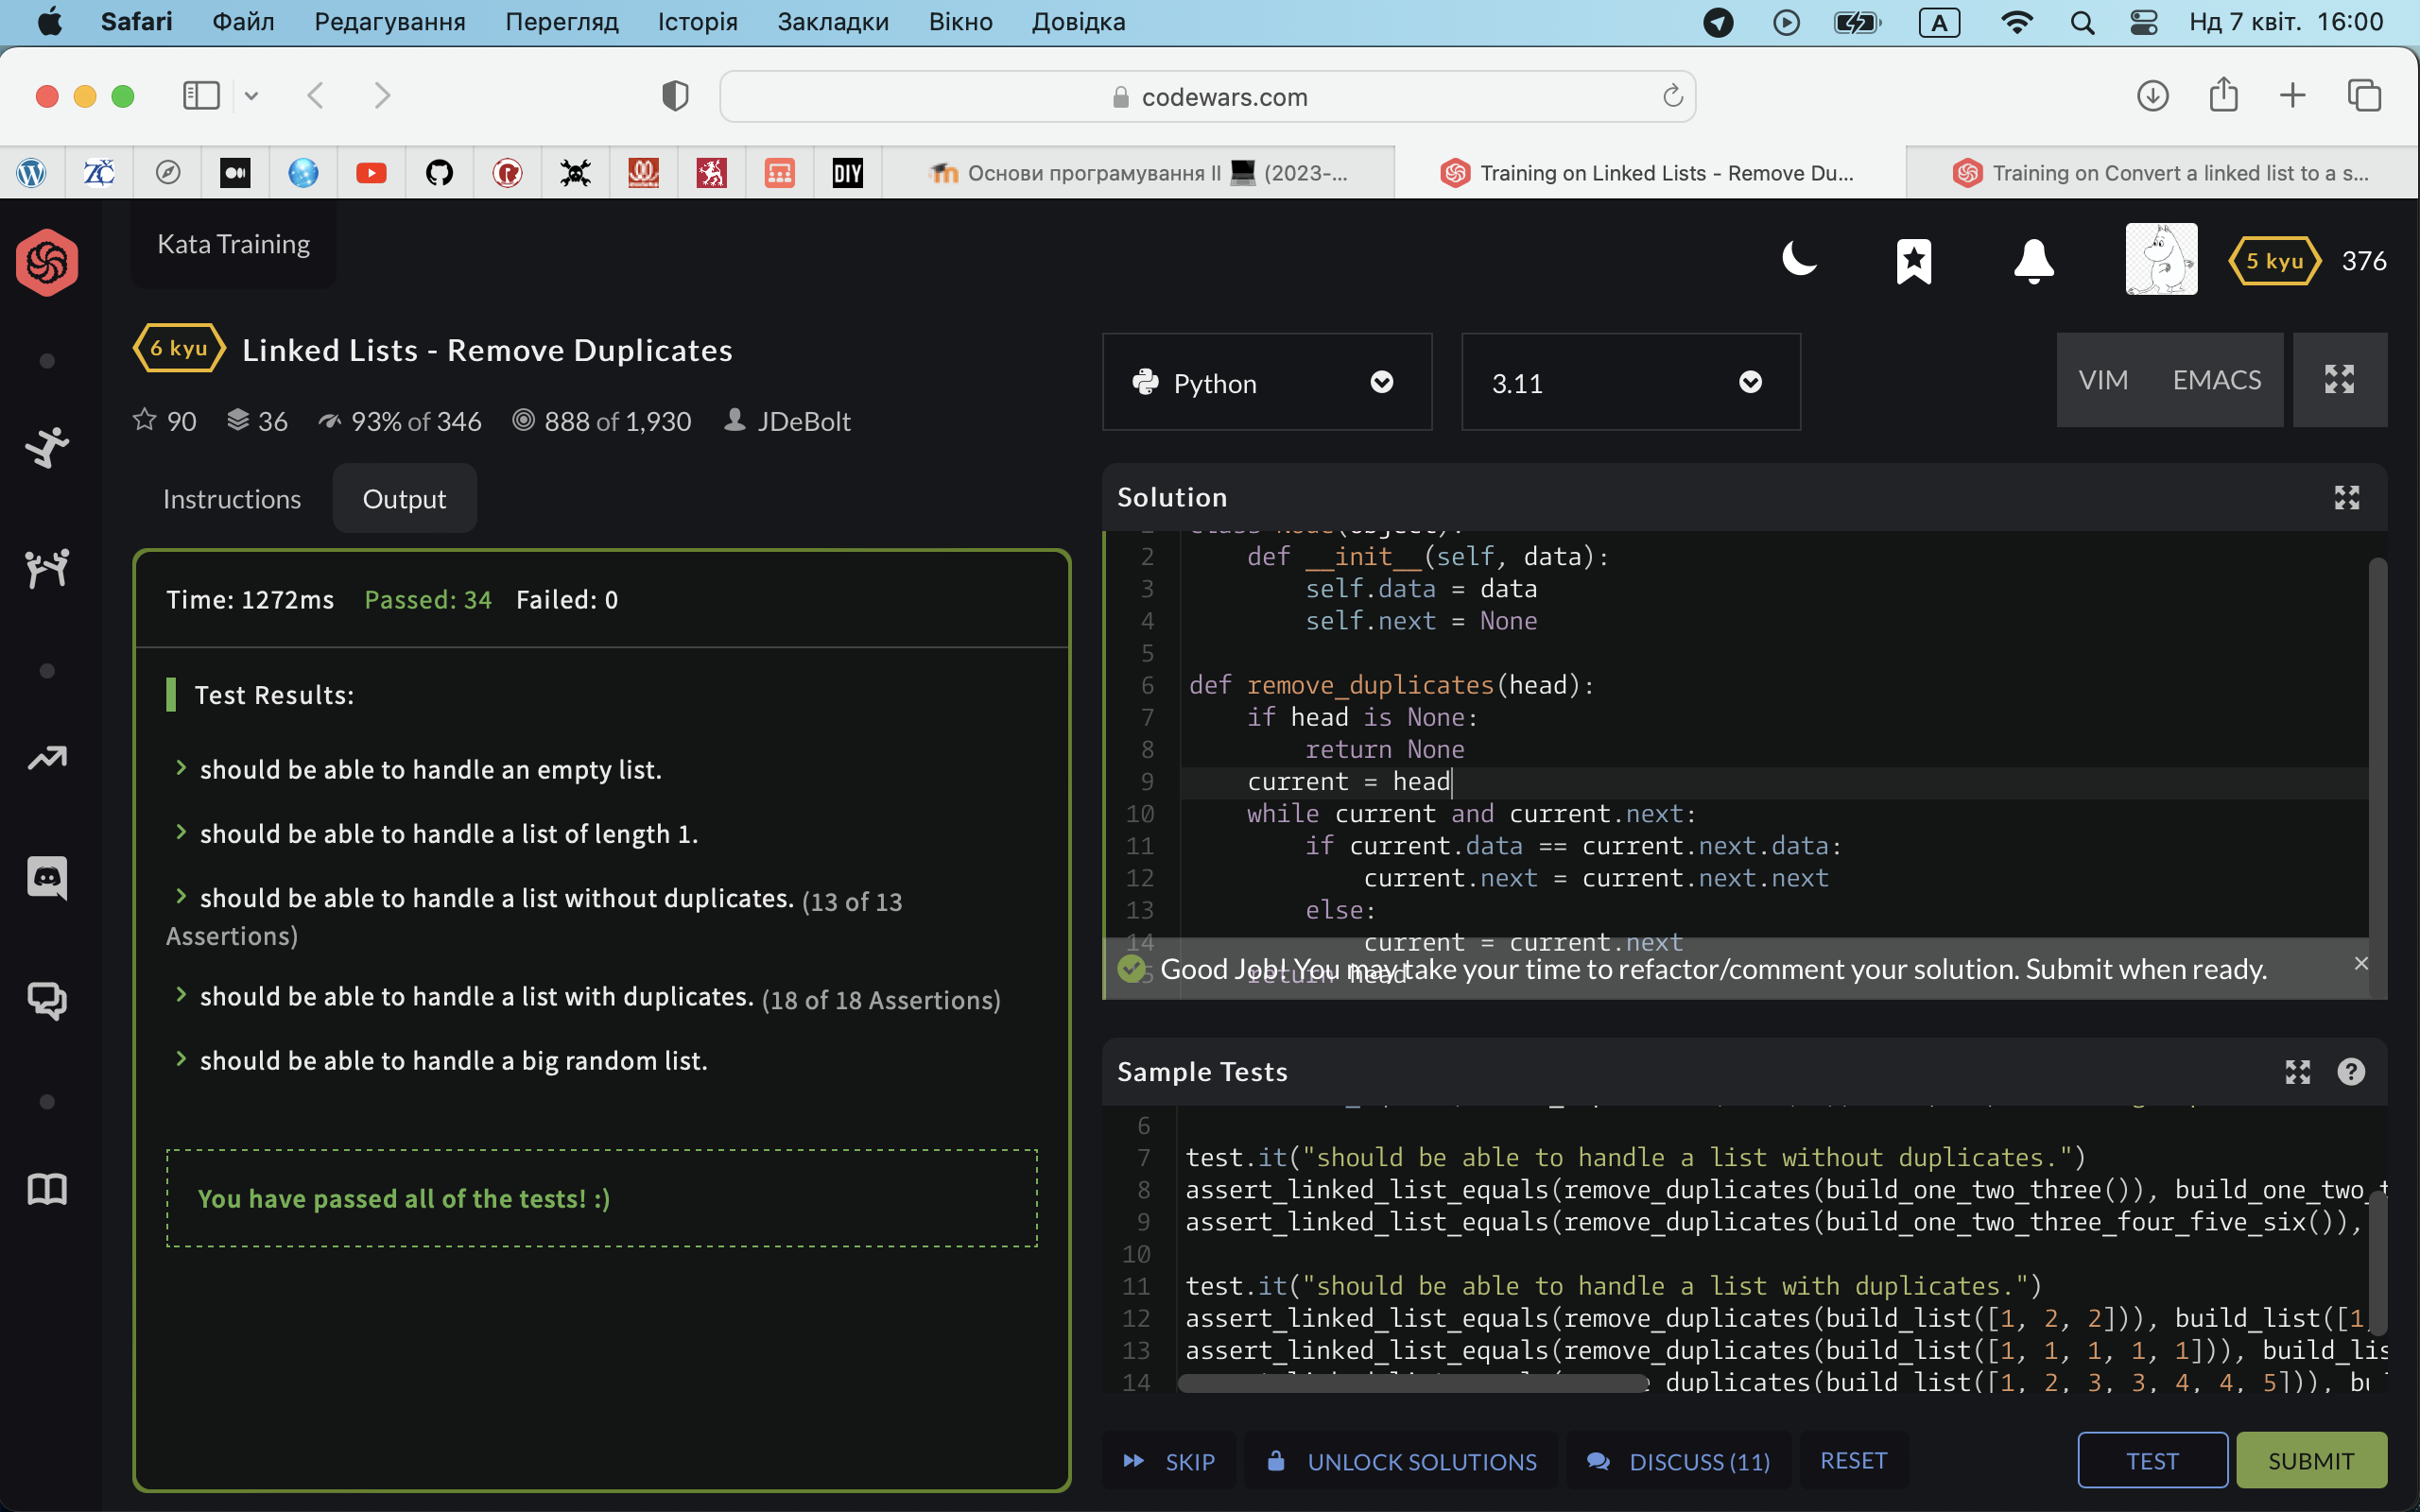 Safari Файл Редагування Перегляд Історія Закладки Вікно Довідка A Нд 7 квіт. 16:00
codewars.com
DIY Основи програмування II 💻 (2023-... Training on Linked Lists - Remove Du... Training on Convert a linked list to a s...
Kata Training
5 kyu 376
6 kyu Linked Lists - Remove Duplicates
90 36 93% of 346 888 of 1,930 JDeBolt
Instructions Output
Time: 1272ms Passed: 34 Failed: 0
Test Results:
should be able to handle an empty list.
should be able to handle a list of length 1.
should be able to handle a list without duplicates. (13 of 13
Assertions)
should be able to handle a list with duplicates. (18 of 18 Assertions)
should be able to handle a big random list.
You have passed all of the tests! :)
Python 3.11 VIM EMACS
Solution
2 def __init__(self, data):
3 self.data = data
4 self.next = None
5
6 def remove_duplicates(head):
7 if head is None:
8 return None
9 current = head
10 while current and current.next:
11 if current.data == current.next.data:
12 current.next = current.next.next
13 else:
14 current = current.next
return head
Good Job! You may take your time to refactor/comment your solution. Submit when ready.
Sample Tests
6
7 test.it("should be able to handle a list without duplicates.")
8 assert_linked_list_equals(remove_duplicates(build_one_two_three()), build_one_two_t
9 assert_linked_list_equals(remove_duplicates(build_one_two_three_four_five_six()),
10
11 test.it("should be able to handle a list with duplicates.")
12 assert_linked_list_equals(remove_duplicates(build_list([1, 2, 2])), build_list([1,
13 assert_linked_list_equals(remove_duplicates(build_list([1, 1, 1, 1, 1])), build_lis
14 duplicates(build_list([1, 2, 3, 3, 4, 4, 5])),
SKIP UNLOCK SOLUTIONS DISCUSS (11) RESET TEST SUBMIT